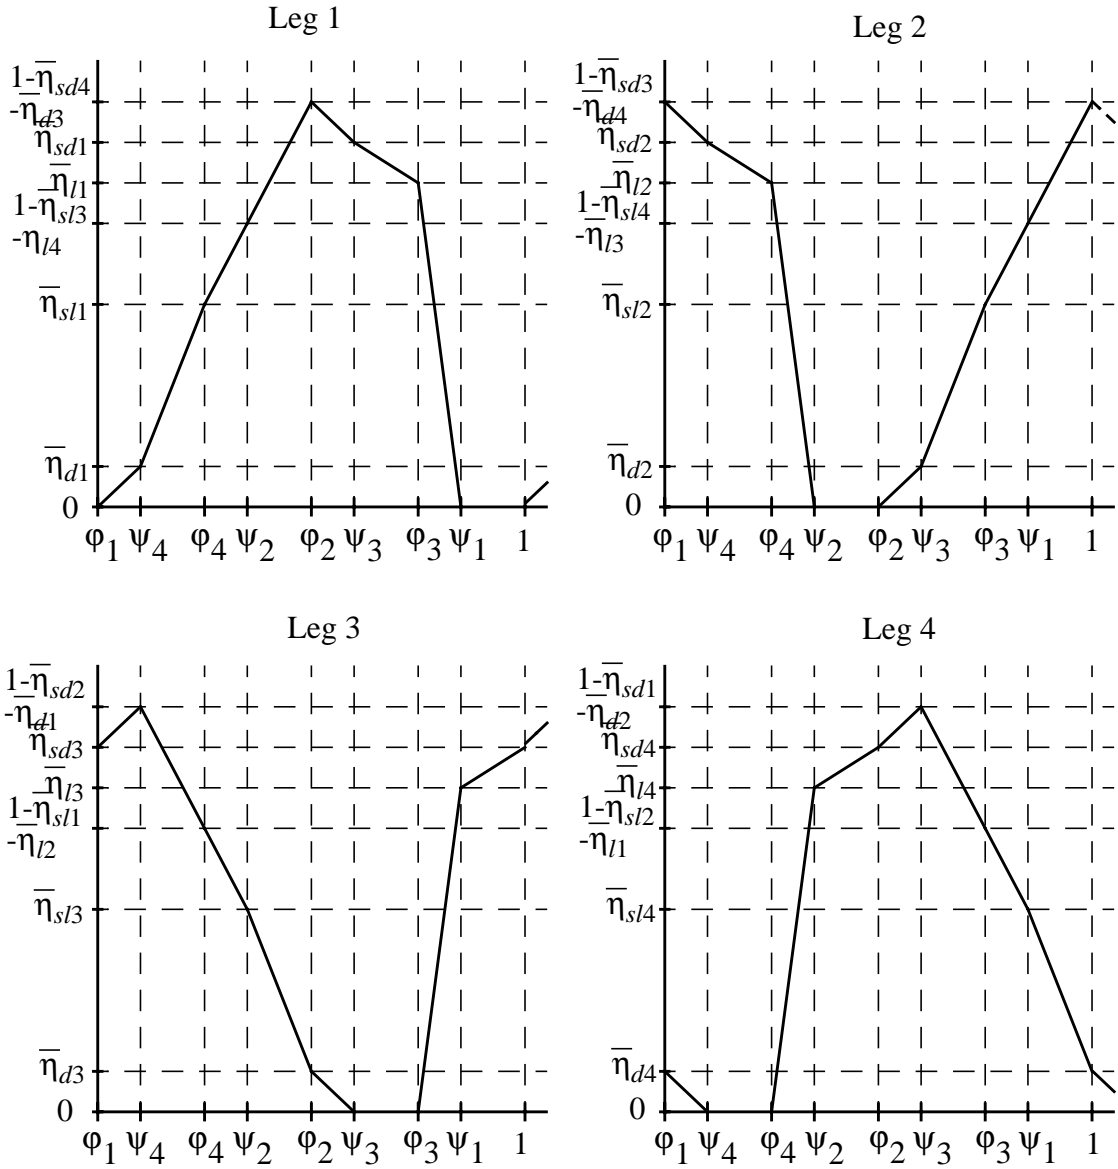 Leg 1
1-η̅sd4
-η̅d3
η̅sd1
η̅l1
1-η̅sl3
-ηl4
η̅sl1
η̅d1
0
φ1 ψ4 φ4 ψ2 φ2 ψ3 φ3 ψ1 1
Leg 2
1-η̅sd3
-η̅d4
η̅sd2
η̅l2
1-η̅sl4
-η̅l3
η̅sl2
η̅d2
0
φ1 ψ4 φ4 ψ2 φ2 ψ3 φ3 ψ1 1
Leg 3
1-η̅sd2
-η̅d1
η̅sd3
η̅l3
1-η̅sl1
-η̅l2
η̅sl3
η̅d3
0
φ1 ψ4 φ4 ψ2 φ2 ψ3 φ3 ψ1 1
Leg 4
1-η̅sd1
-η̅d2
η̅sd4
η̅l4
1-η̅sl2
-η̅l1
η̅sl4
η̅d4
0
φ1 ψ4 φ4 ψ2 φ2 ψ3 φ3 ψ1 1